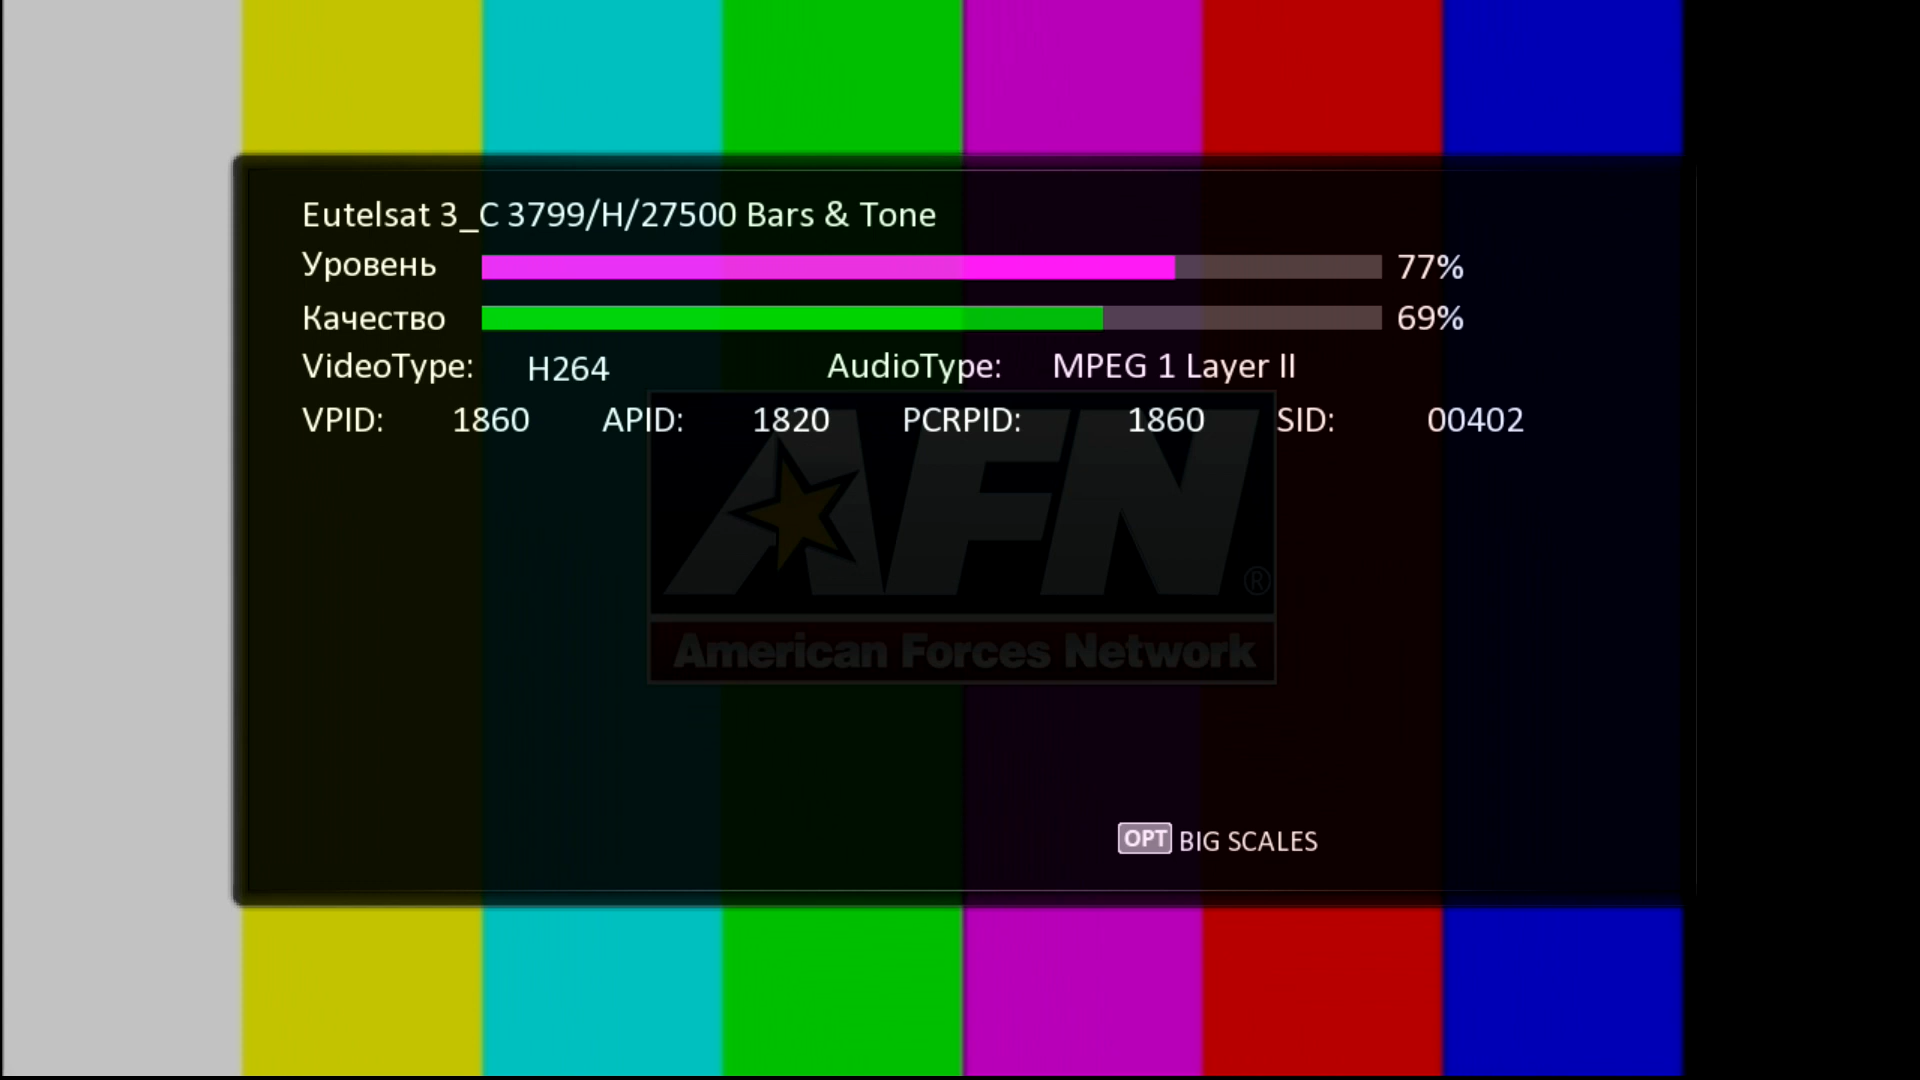 Eutelsat 3_C 3799/H/27500 Bars & Tone
Уровень 77%
Качество 69%
VideoType: H264 AudioType: MPEG 1 Layer II
VPID: 1860 APID: 1820 PCRPID: 1860 SID: 00402
AFN®
American Forces Network
OPT BIG SCALES